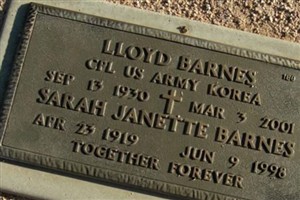 LLOYD BARNES
CPL US ARMY KOREA
SEP 13 1930 MAR 3 2001
SARAH JANETTE BARNES
APR 23 1919 JUN 9 1998
TOGETHER FOREVER